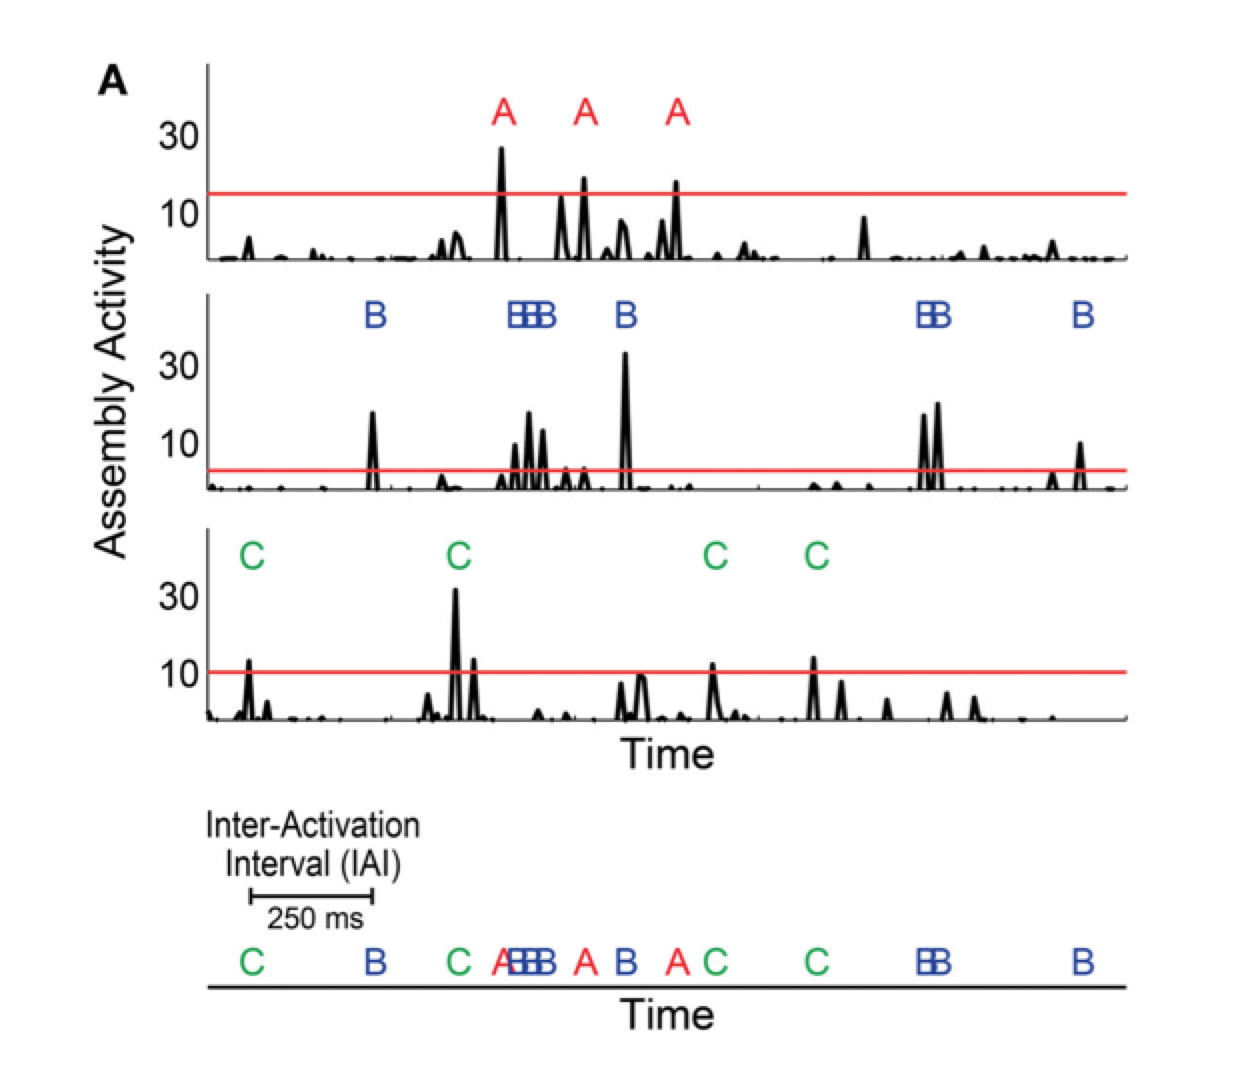 A
A A A
30
10
Assembly Activity
B BBB B BB B
30
10
C C C C
30
10
Time
Inter-Activation
Interval (IAI)
250 ms
C B C ABBB A B A C C BB B
Time